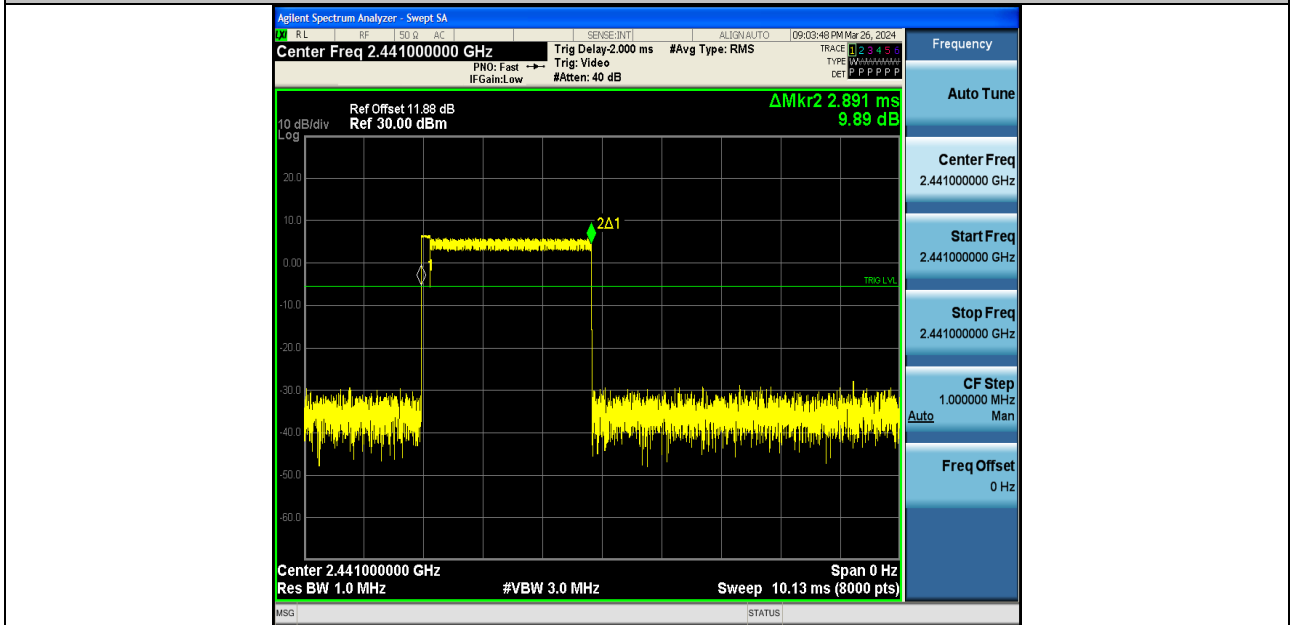 Agilent Spectrum Analyzer - Swept SA
LXI RL RF 50 Ω AC SENSE:INT ALIGN AUTO 09:03:48 PM Mar 26, 2024
Center Freq 2.441000000 GHz
PNO: Fast
IFGain:Low
Trig Delay-2.000 ms
Trig: Video
#Atten: 40 dB
#Avg Type: RMS
TRACE 1 2 3 4 5 6
TYPE
DET P P P P P P
ΔMkr2 2.891 ms
9.89 dB
Ref Offset 11.88 dB
10 dB/div Ref 30.00 dBm
Log
20.0
10.0
0.00
-10.0
-20.0
-30.0
-40.0
-50.0
-60.0
2Δ1
1
TRIG LVL
Center 2.441000000 GHz Span 0 Hz
Res BW 1.0 MHz #VBW 3.0 MHz Sweep 10.13 ms (8000 pts)
MSG STATUS
Frequency
Auto Tune
Center Freq
2.441000000 GHz
Start Freq
2.441000000 GHz
Stop Freq
2.441000000 GHz
CF Step
1.000000 MHz
Auto Man
Freq Offset
0 Hz